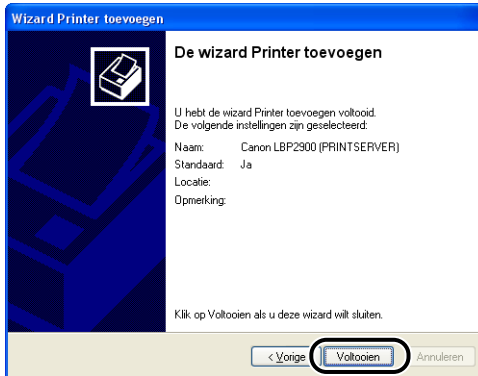 Wizard Printer toevoegen
De wizard Printer toevoegen
U hebt de wizard Printer toevoegen voltooid.
De volgende instellingen zijn geselecteerd:
Naam: Canon LBP2900 (PRINTSERVER)
Standaard: Ja
Locatie:
Opmerking:
Klik op Voltooien als u deze wizard wilt sluiten.
< Vorige Voltooien Annuleren